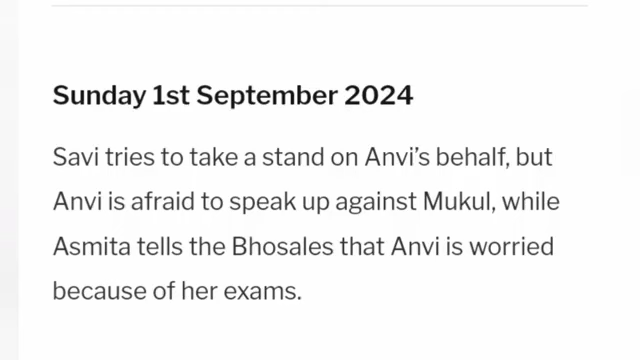 Sunday 1st September 2024
Savi tries to take a stand on Anvi’s behalf, but
Anvi is afraid to speak up against Mukul, while
Asmita tells the Bhosales that Anvi is worried
because of her exams.